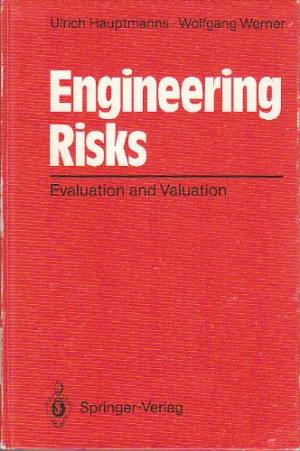 Ulrich Hauptmanns · Wolfgang Werner
Engineering
Risks
Evaluation and Valuation
Springer-Verlag